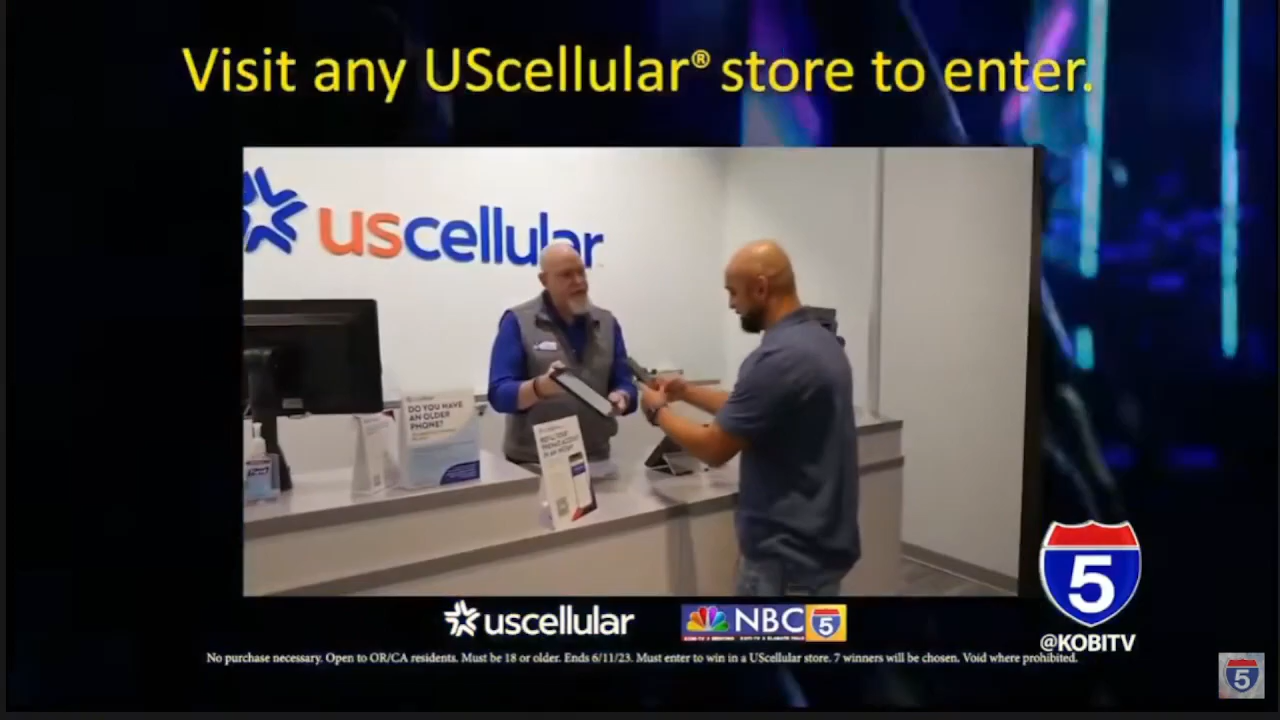 Visit any UScellular® store to enter.
uscellular
DO YOU HAVE
AN OLDER
PHONE?
uscellular
NBC 5
5
@KOBITV
No purchase necessary. Open to OR/CA residents. Must be 18 or older. Ends 6/11/23. Must enter to win in a UScellular store. 7 winners will be chosen. Void where prohibited.
5